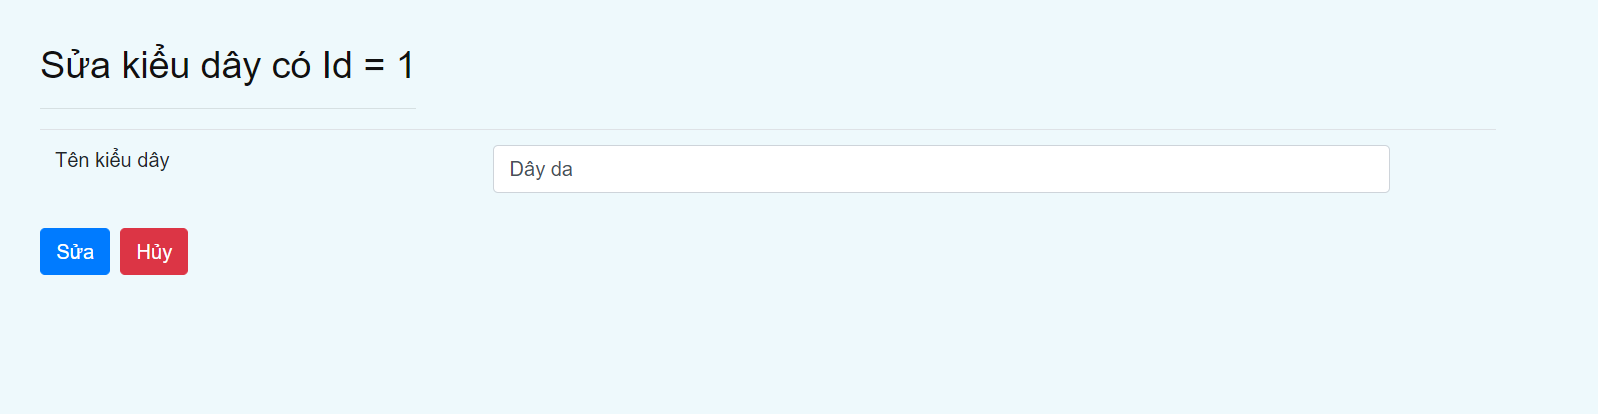 Sửa kiểu dây có Id = 1
Tên kiểu dây
Dây da
Sửa
Hủy